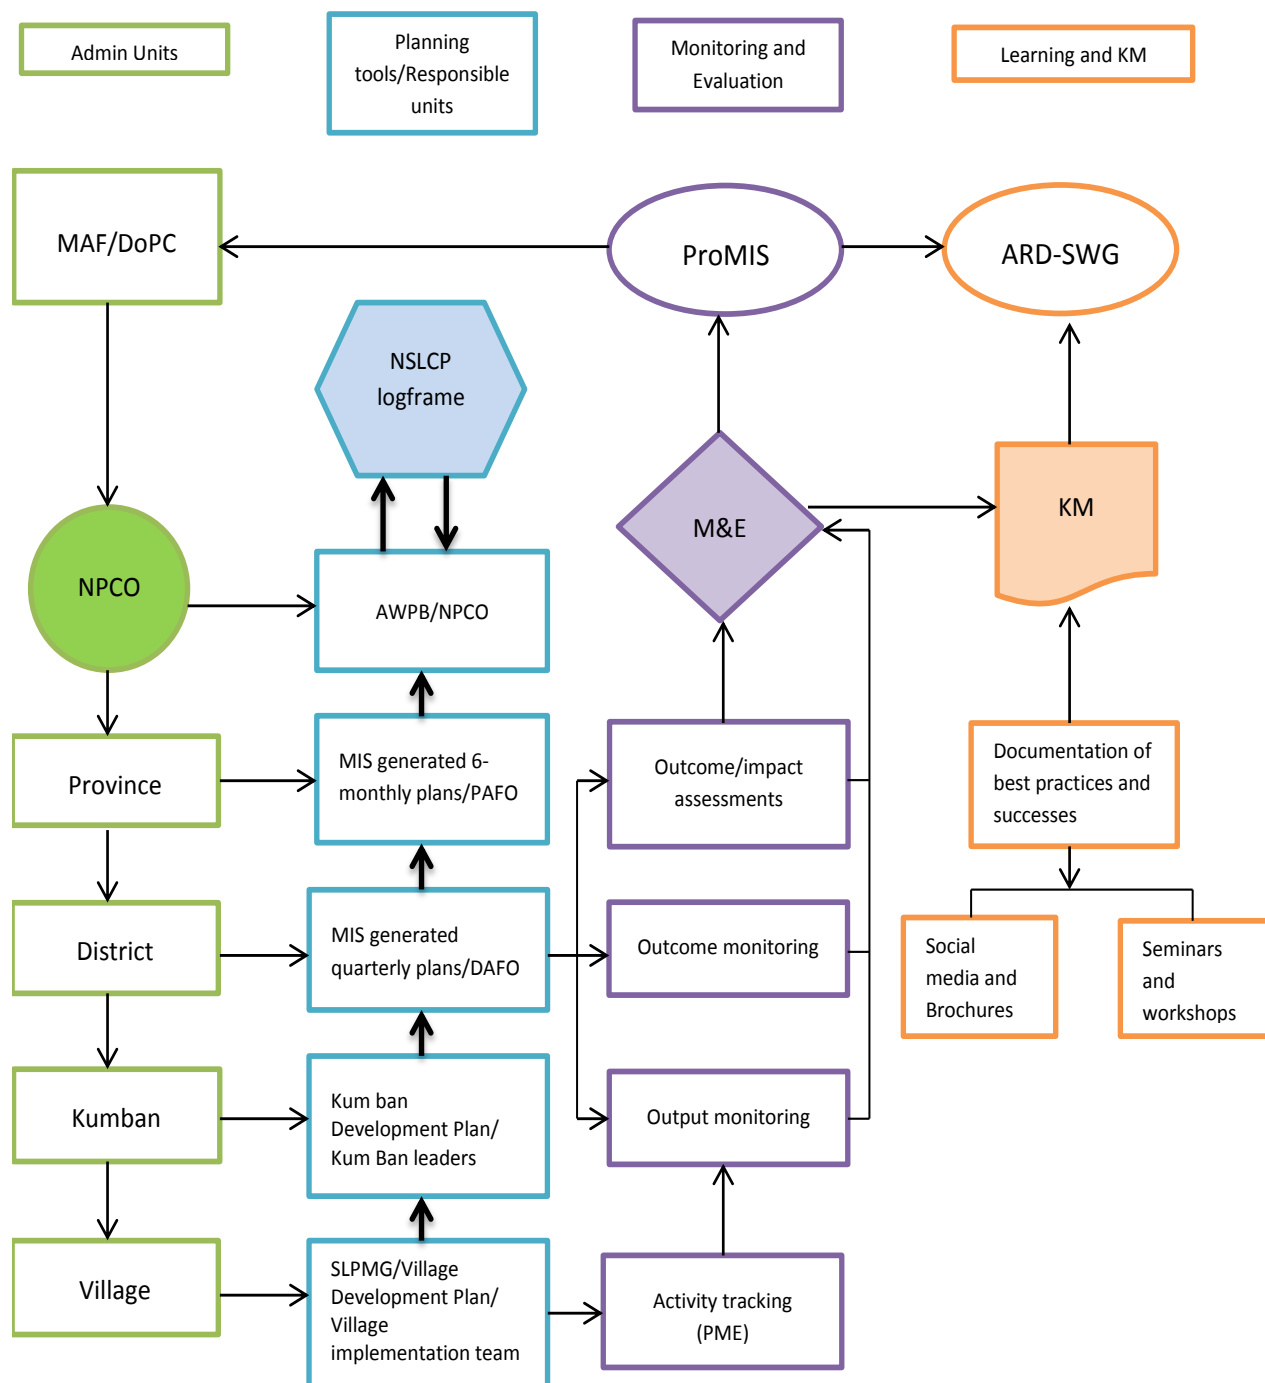 Admin Units
Planning
tools/Responsible
units
Monitoring and
Evaluation
Learning and KM
MAF/DoPC
ProMIS
ARD-SWG
NSLCP
logframe
M&E
KM
NPCO
AWPB/NPCO
Province
MIS generated 6-
monthly plans/PAFO
Outcome/impact
assessments
Documentation of
best practices and
successes
District
MIS generated
quarterly plans/DAFO
Outcome monitoring
Social
media and
Brochures
Seminars
and
workshops
Kumban
Kum ban
Development Plan/
Kum Ban leaders
Output monitoring
Village
SLPMG/Village
Development Plan/
Village
implementation team
Activity tracking
(PME)